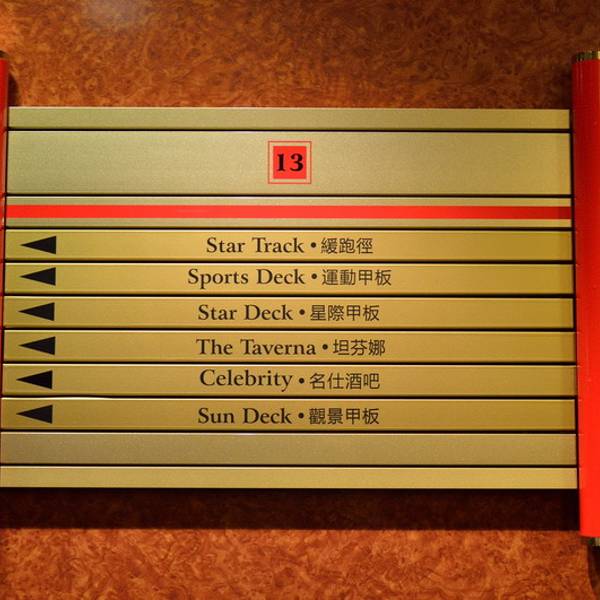 13
Star Track • 緩跑徑
Sports Deck • 運動甲板
Star Deck • 星際甲板
The Taverna • 坦芬娜
Celebrity • 名仕酒吧
Sun Deck • 觀景甲板